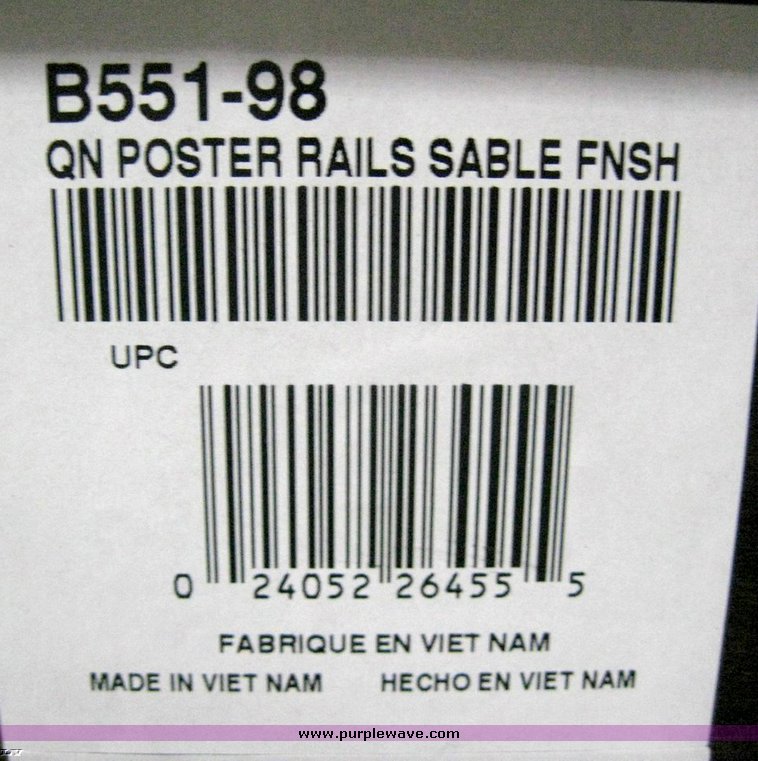 B551-98
QN POSTER RAILS SABLE FNSH
UPC
0 24052 26455 5
FABRIQUE EN VIET NAM
MADE IN VIET NAM HECHO EN VIET NAM
www.purplewave.com